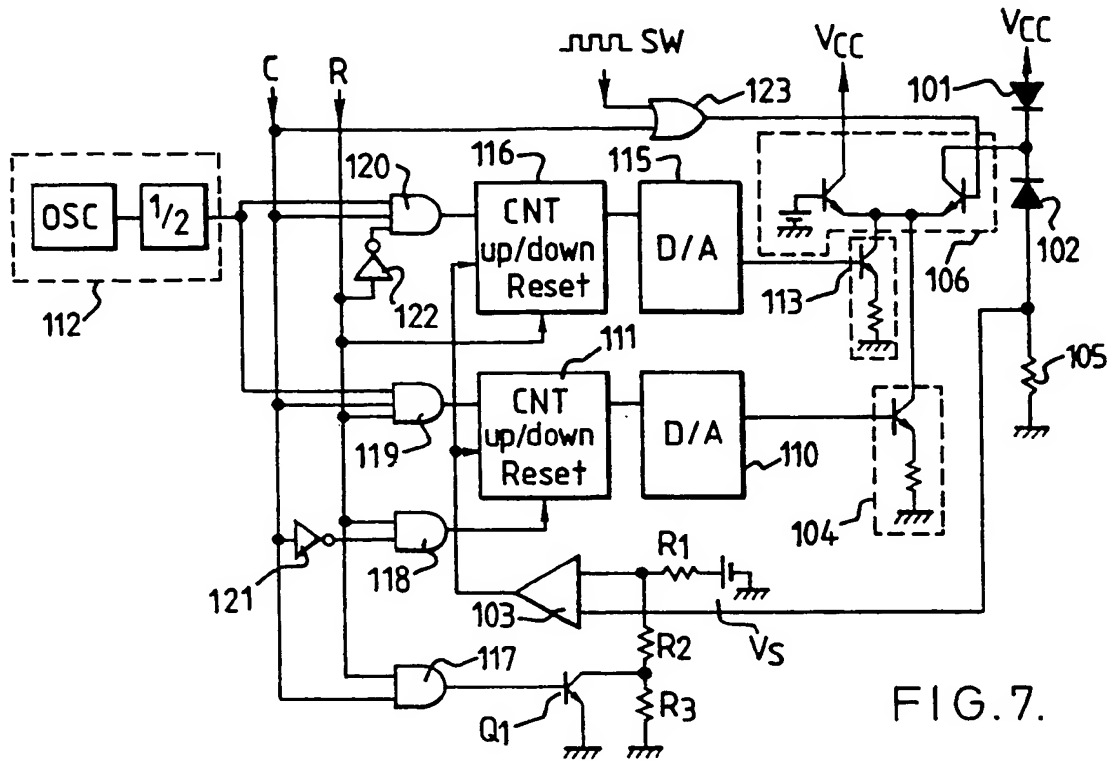 SW
VCC
VCC
C
R
123
101
120
116
115
OSC
1/2
CNT
up/down
Reset
D/A
102
106
112
122
113
111
105
CNT
up/down
Reset
D/A
119
110
104
121
118
R1
103
VS
R2
117
Q1
R3
FIG.7.